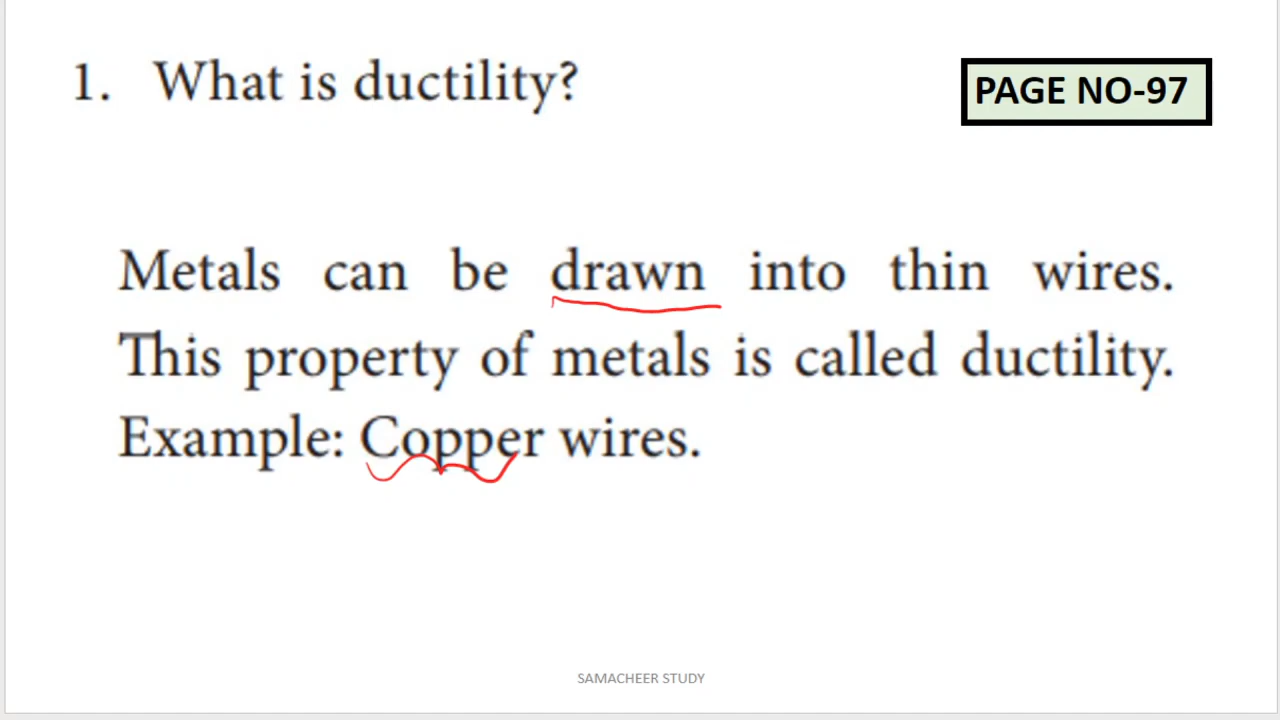 1. What is ductility?
PAGE NO-97
Metals can be drawn into thin wires.
This property of metals is called ductility.
Example: Copper wires.
SAMACHEER STUDY